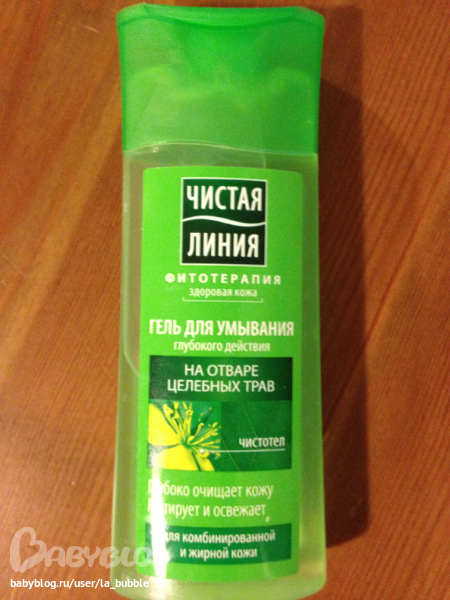 ЧИСТАЯ
ЛИНИЯ
ФИТОТЕРАПИЯ
здоровая кожа
ГЕЛЬ ДЛЯ УМЫВАНИЯ
глубокого действия
НА ОТВАРЕ
ЦЕЛЕБНЫХ ТРАВ
чистотел
очищает кожу
и освежает
для комбинированной
и жирной кожи
BABYBLOG
babyblog.ru/user/la_bubble